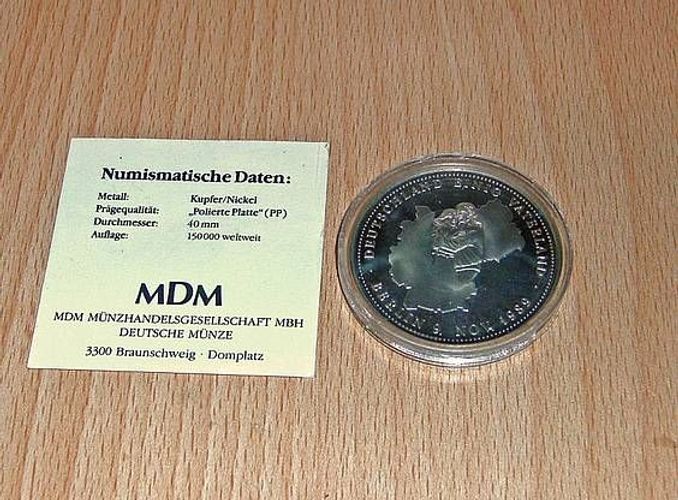 Numismatische Daten:
Metall: Kupfer/Nickel
Prägequalität: „Polierte Platte“ (PP)
Durchmesser: 40 mm
Auflage: 150 000 weltweit
MDM
MDM MÜNZHANDELSGESELLSCHAFT MBH
DEUTSCHE MÜNZE
3300 Braunschweig · Domplatz
DEUTSCHLAND EINIG VATERLAND
BERLIN 9. NOV. 1989